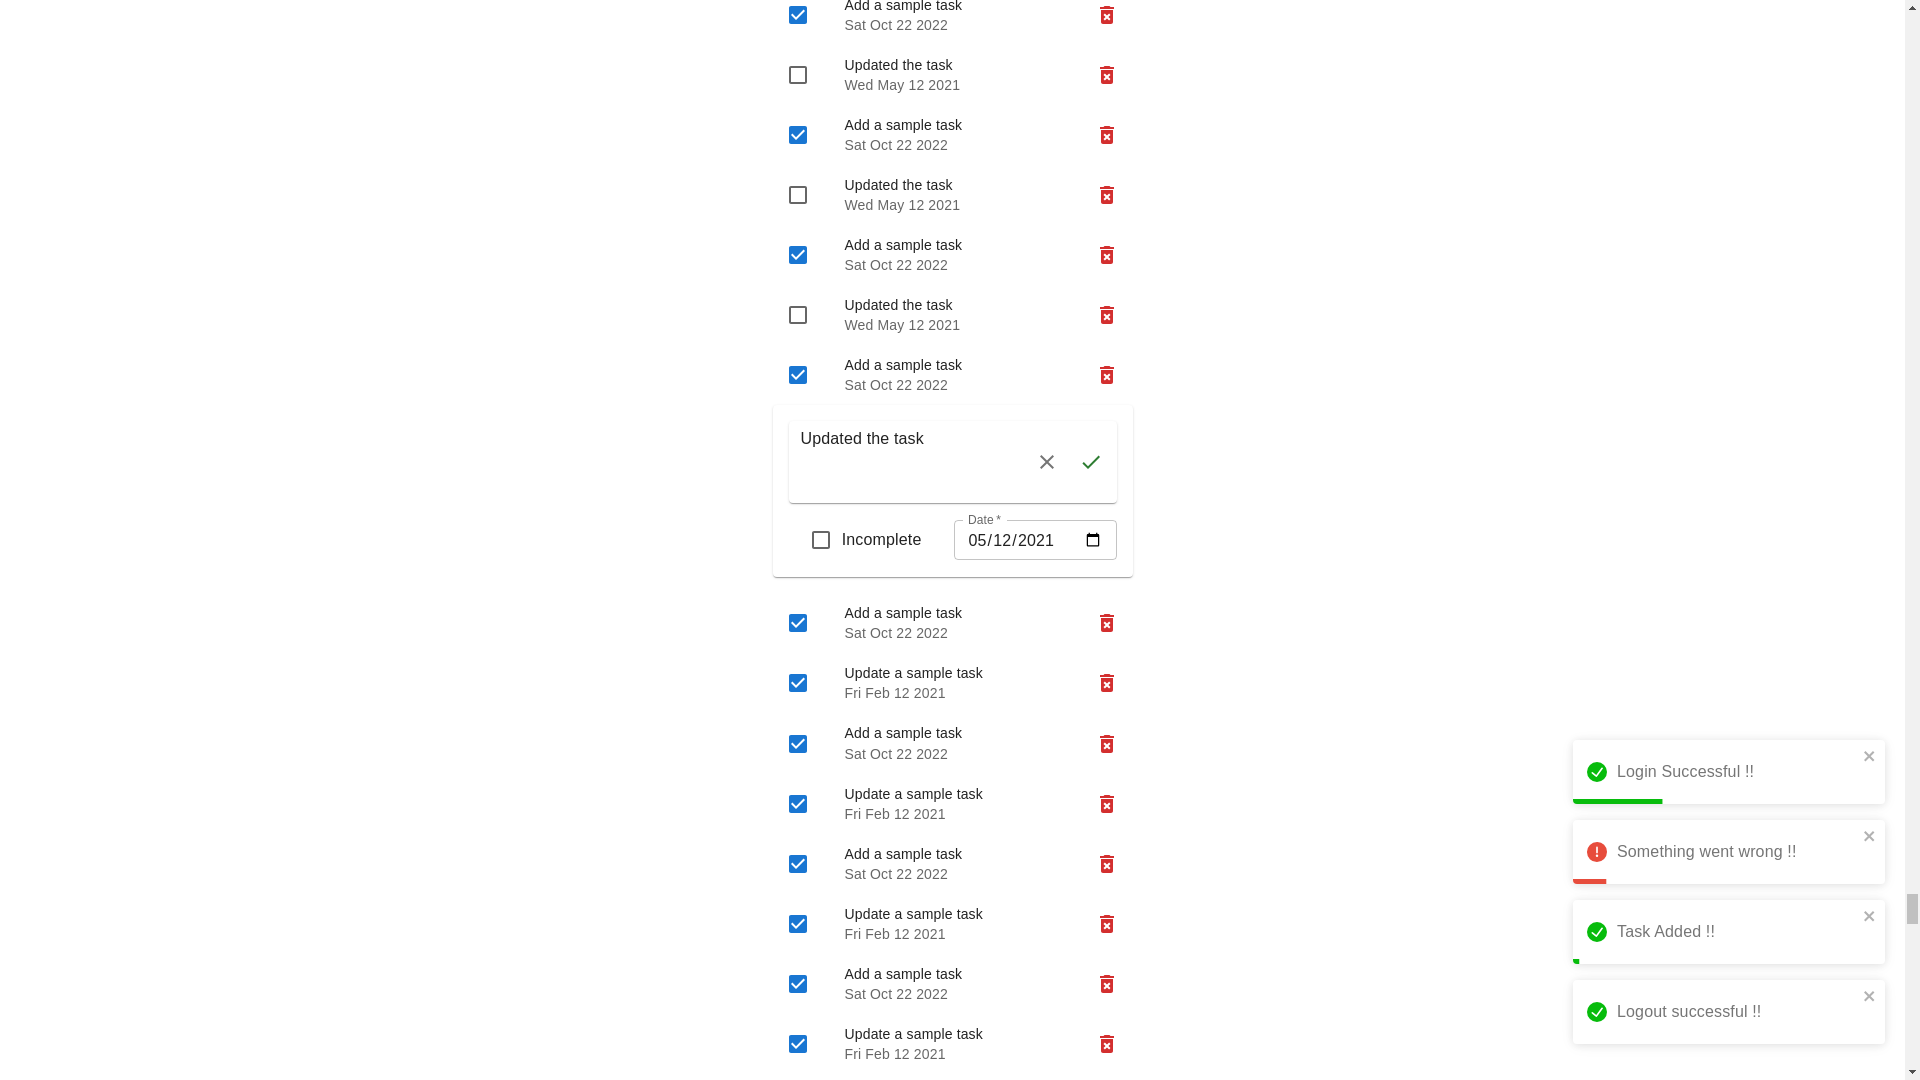 Add a sample task
Sat Oct 22 2022
Updated the task
Wed May 12 2021
Add a sample task
Sat Oct 22 2022
Updated the task
Wed May 12 2021
Add a sample task
Sat Oct 22 2022
Updated the task
Wed May 12 2021
Add a sample task
Sat Oct 22 2022
Updated the task
Date *
Incomplete
05/12/2021
Add a sample task
Sat Oct 22 2022
Update a sample task
Fri Feb 12 2021
Add a sample task
Sat Oct 22 2022
Update a sample task
Fri Feb 12 2021
Add a sample task
Sat Oct 22 2022
Update a sample task
Fri Feb 12 2021
Add a sample task
Sat Oct 22 2022
Update a sample task
Fri Feb 12 2021
Login Successful !!
Something went wrong !!
Task Added !!
Logout successful !!